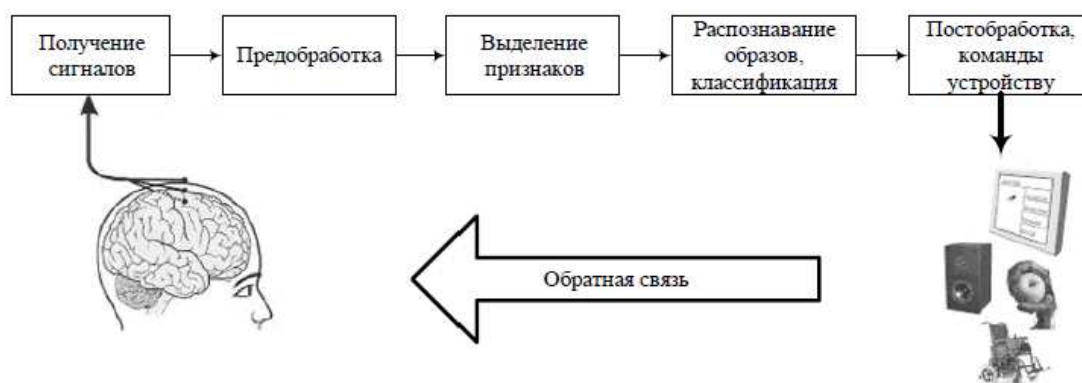 Получение
сигналов
Предобработка
Выделение
признаков
Распознавание
образов,
классификация
Постобработка,
команды
устройству
Обратная связь